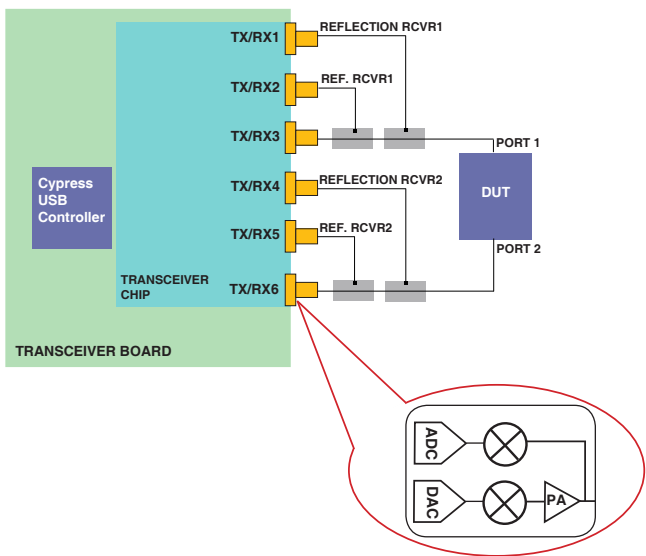 TX/RX1
REFLECTION RCVR1
TX/RX2
REF. RCVR1
TX/RX3
PORT 1
Cypress
USB
Controller
TX/RX4
REFLECTION RCVR2
DUT
TX/RX5
REF. RCVR2
PORT 2
TRANSCEIVER
CHIP
TX/RX6
TRANSCEIVER BOARD
ADC
DAC
PA